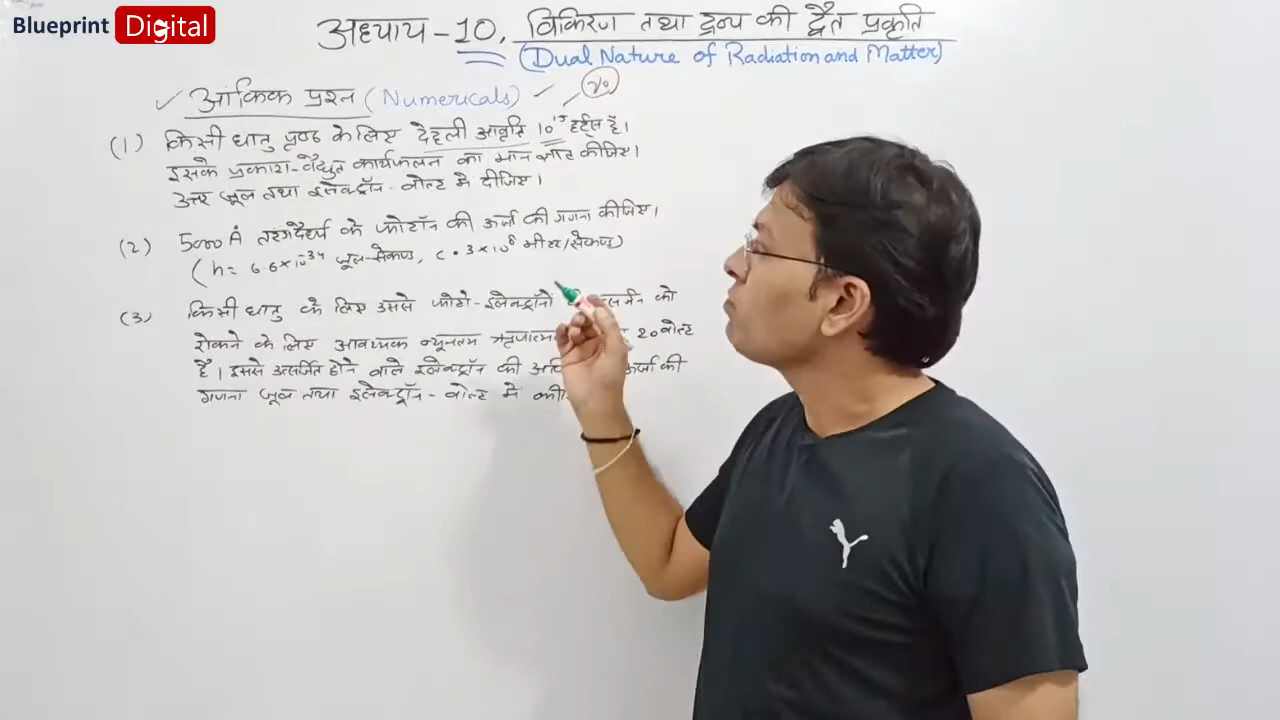 Blueprint Digital
अध्याय-10, विकिरण तथा द्रव्य की द्वैत प्रकृति
(Dual Nature of Radiation and Matter)
आंकिक प्रश्न (Numericals)
(1) किसी धातु पृष्ठ के लिए देहली आवृत्ति 10¹⁵ हर्ट्स है।
इसके प्रकाश-वैद्युत कार्यफलन का मान ज्ञात कीजिए।
उत्तर जूल तथा इलेक्ट्रॉन-वोल्ट मे दीजिए।
(2) 5000 Å तरंगदैर्घ्य के फोटॉन की ऊर्जा की गणना कीजिए।
(h = 6.6×10⁻³⁴ जूल-सेकण्ड, c = 3×10⁸ मीटर/सेकण्ड)
(3) किसी धातु के लिए उससे फोटो-इलेक्ट्रॉनो को
रोकने के लिए आवश्यक न्यूनतम 20 वोल्ट
है। इससे उत्सर्जित होने वाले इलेक्ट्रॉन की ऊर्जा की
गणना जूल तथा इलेक्ट्रॉन-वोल्ट मे